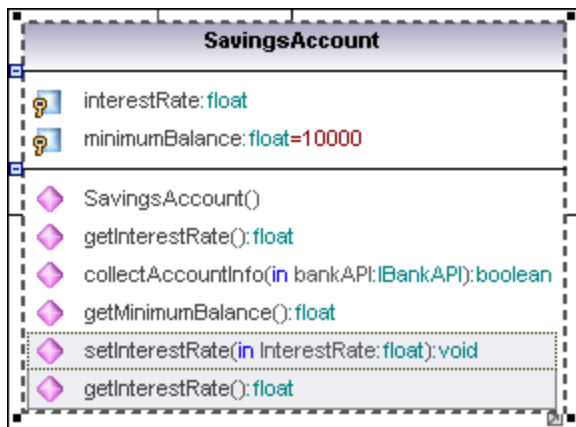 SavingsAccount
interestRate:float
minimumBalance:float=10000
SavingsAccount()
getInterestRate():float
collectAccountInfo(in bankAPI:IBankAPI):boolean
getMinimumBalance():float
setInterestRate(in InterestRate:float):void
getInterestRate():float